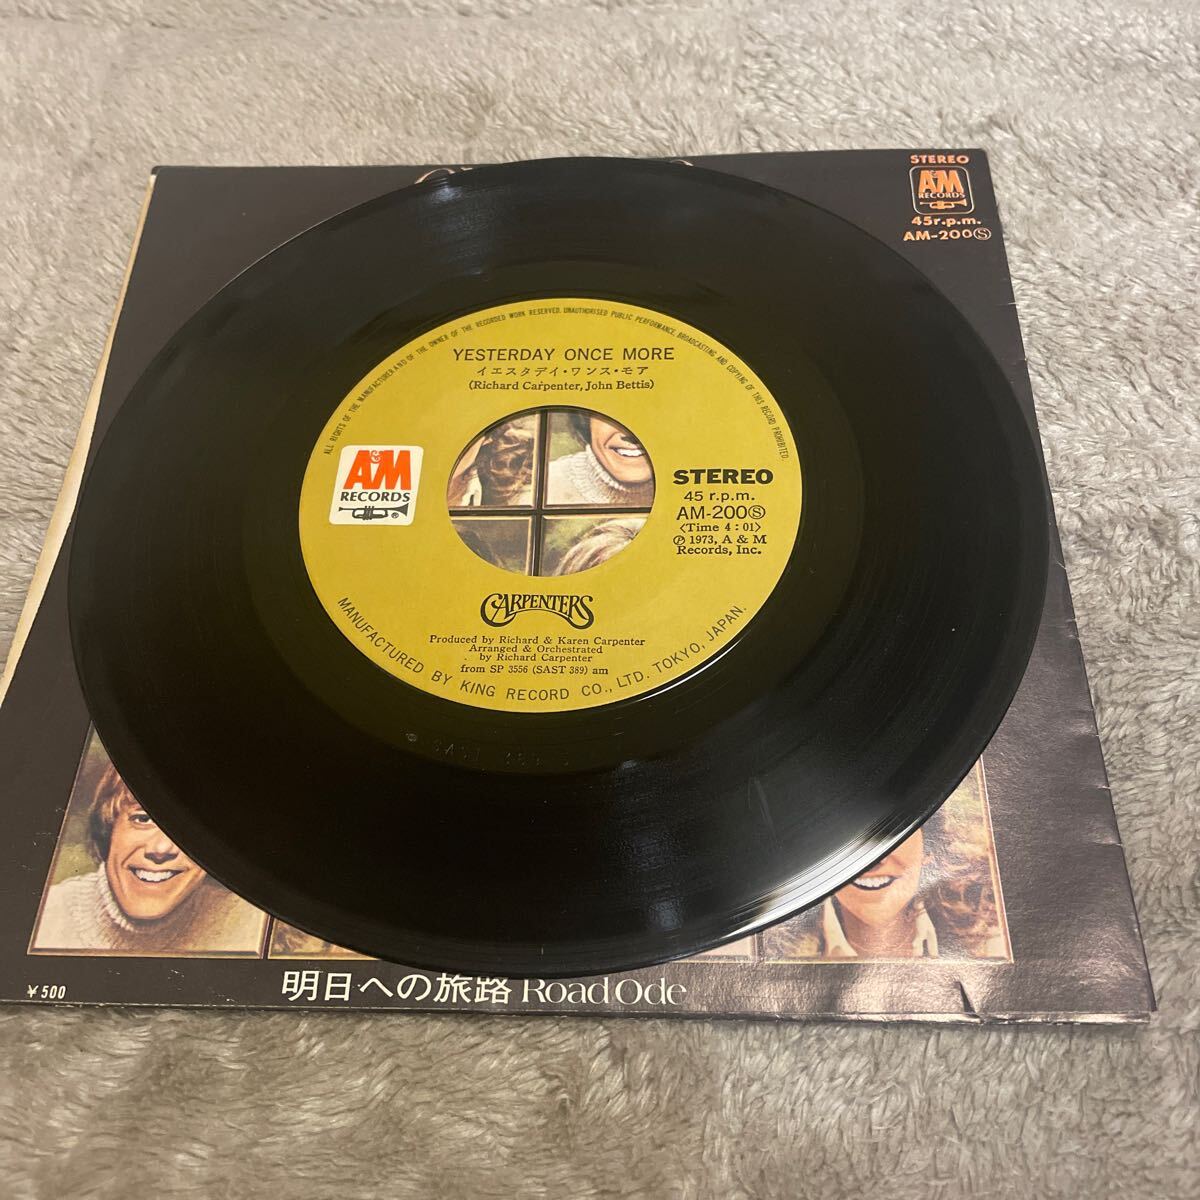 STEREO
A&M
RECORDS
45r.p.m.
AM-200Ⓢ
ALL RIGHTS OF THE MANUFACTURER AND OF THE OWNER OF THE RECORDED WORK RESERVED. UNAUTHORISED PUBLIC PERFORMANCE, BROADCASTING AND COPYING OF THIS RECORD PROHIBITED.
YESTERDAY ONCE MORE
イエスタデイ・ワンス・モア
(Richard Carpenter, John Bettis)
A&M
RECORDS
®
STEREO
45 r.p.m.
AM-200Ⓢ
〈Time 4:01〉
Ⓟ 1973, A & M
Records, Inc.
CARPENTERS
Produced by Richard & Karen Carpenter
Arranged & Orchestrated
by Richard Carpenter
from SP 3556 (SAST 389) am
MANUFACTURED BY KING RECORD CO., LTD. TOKYO, JAPAN.
¥500
明日への旅路 Road Ode